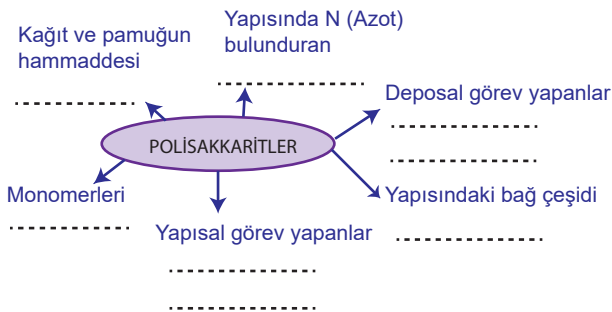 Kağıt ve pamuğun
hammaddesi
Yapısında N (Azot)
bulunduran
Deposal görev yapanlar
POLİSAKKARİTLER
Monomerleri
Yapısındaki bağ çeşidi
Yapısal görev yapanlar